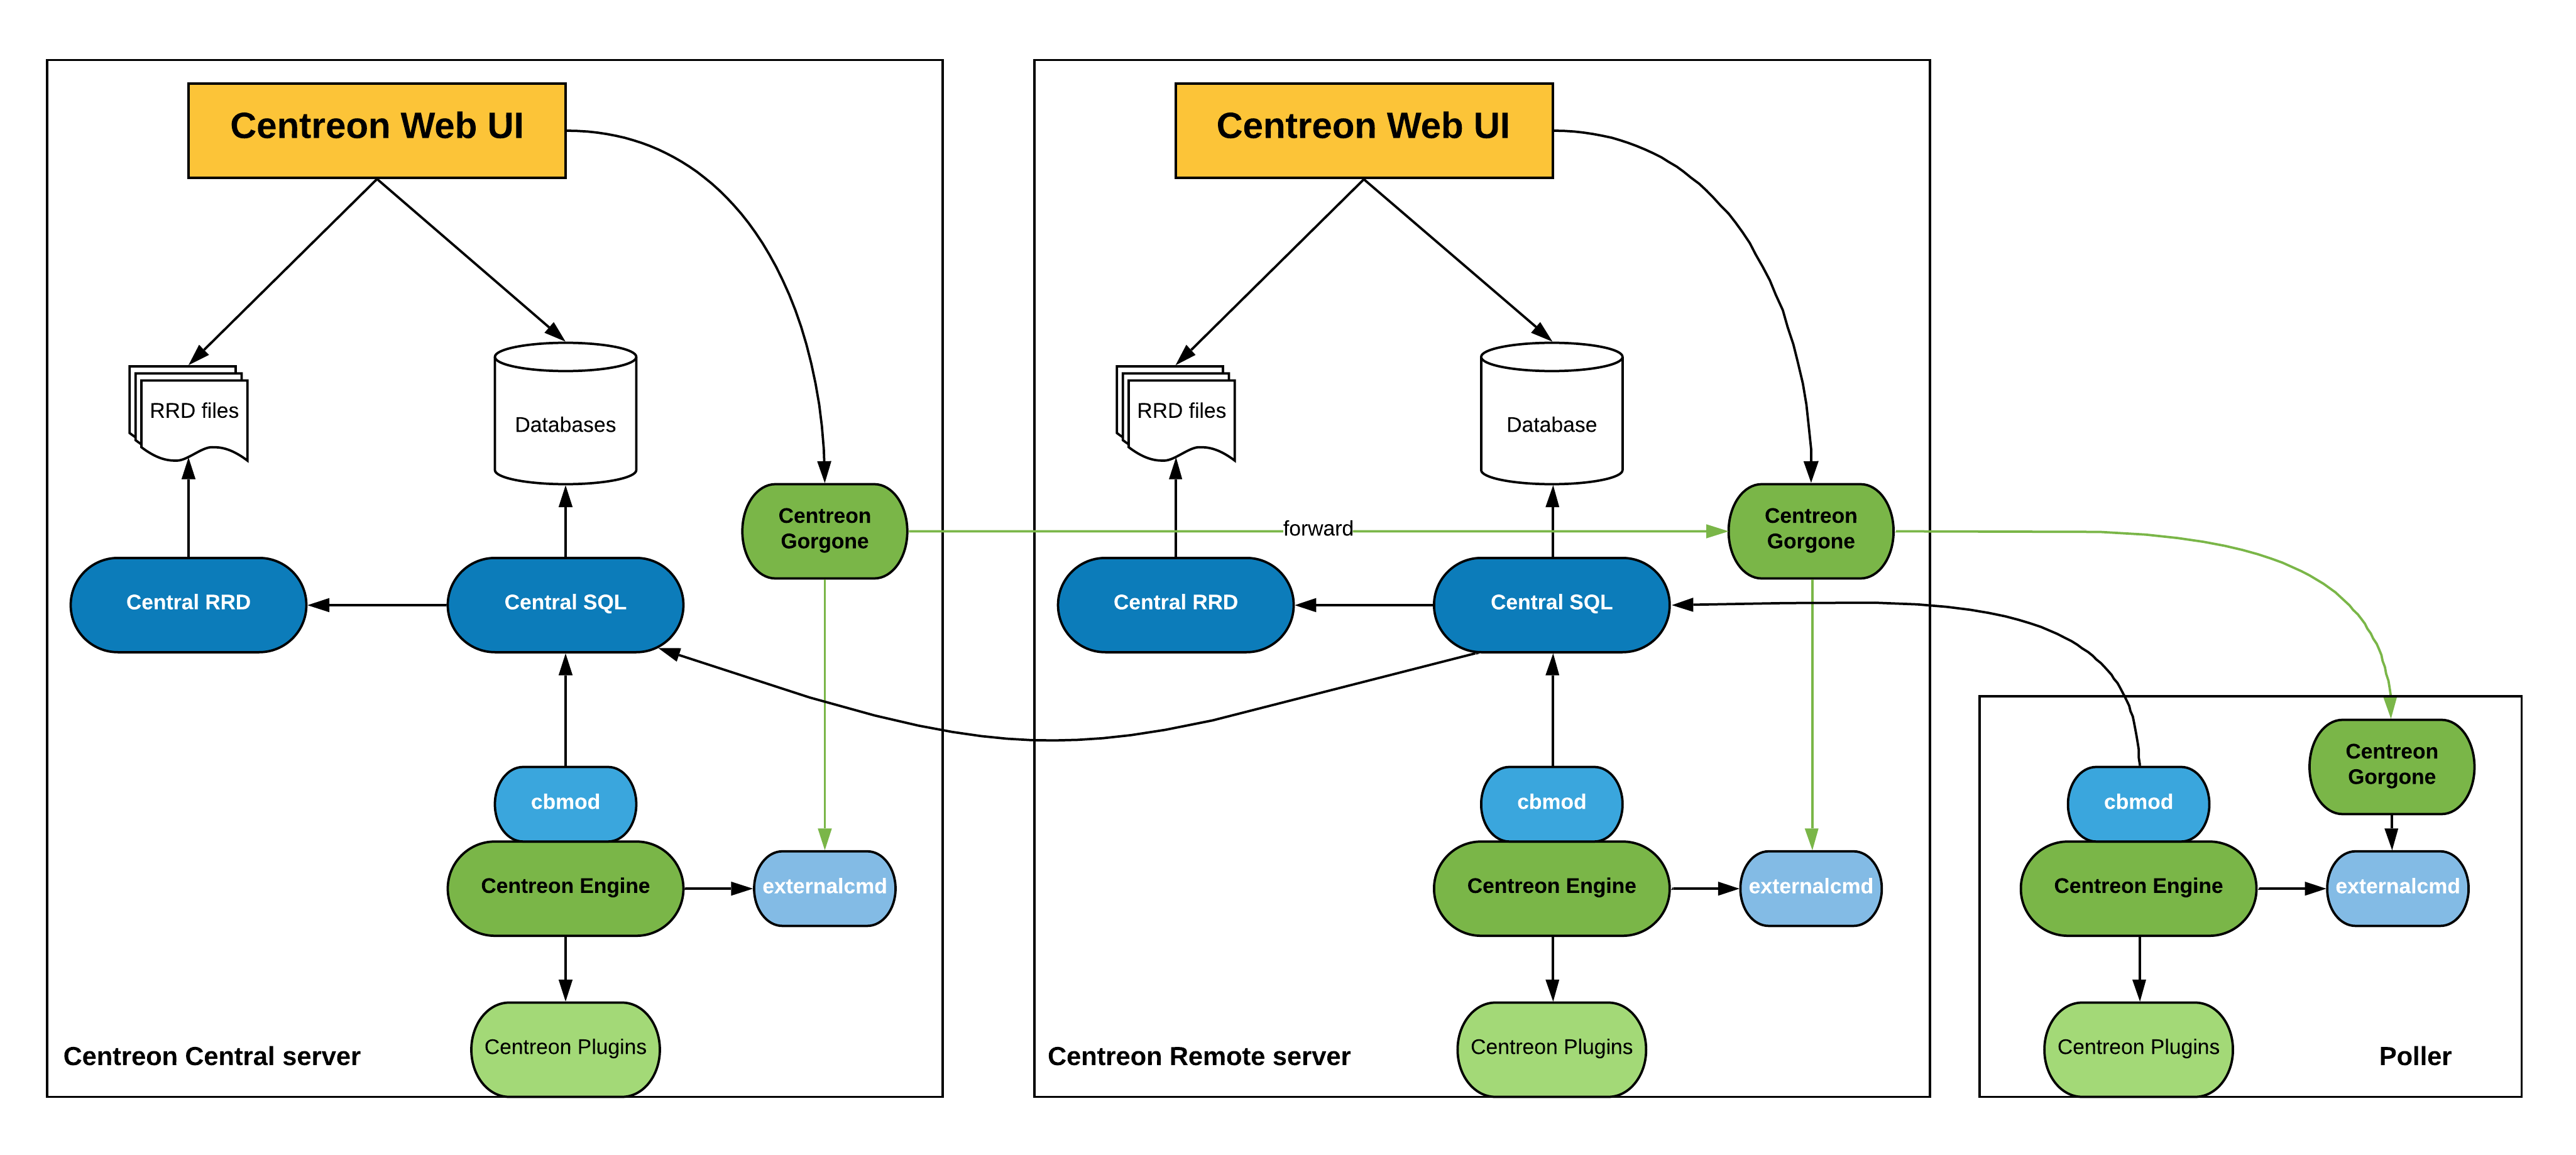 Centreon Web UI
RRD files
Databases
Centreon
Gorgone
Central RRD
Central SQL
cbmod
Centreon Engine
externalcmd
Centreon Plugins
Centreon Central server
Centreon Web UI
RRD files
Database
forward
Centreon
Gorgone
Central RRD
Central SQL
cbmod
Centreon Engine
externalcmd
Centreon Plugins
Centreon Remote server
Centreon
Gorgone
cbmod
Centreon Engine
externalcmd
Centreon Plugins
Poller